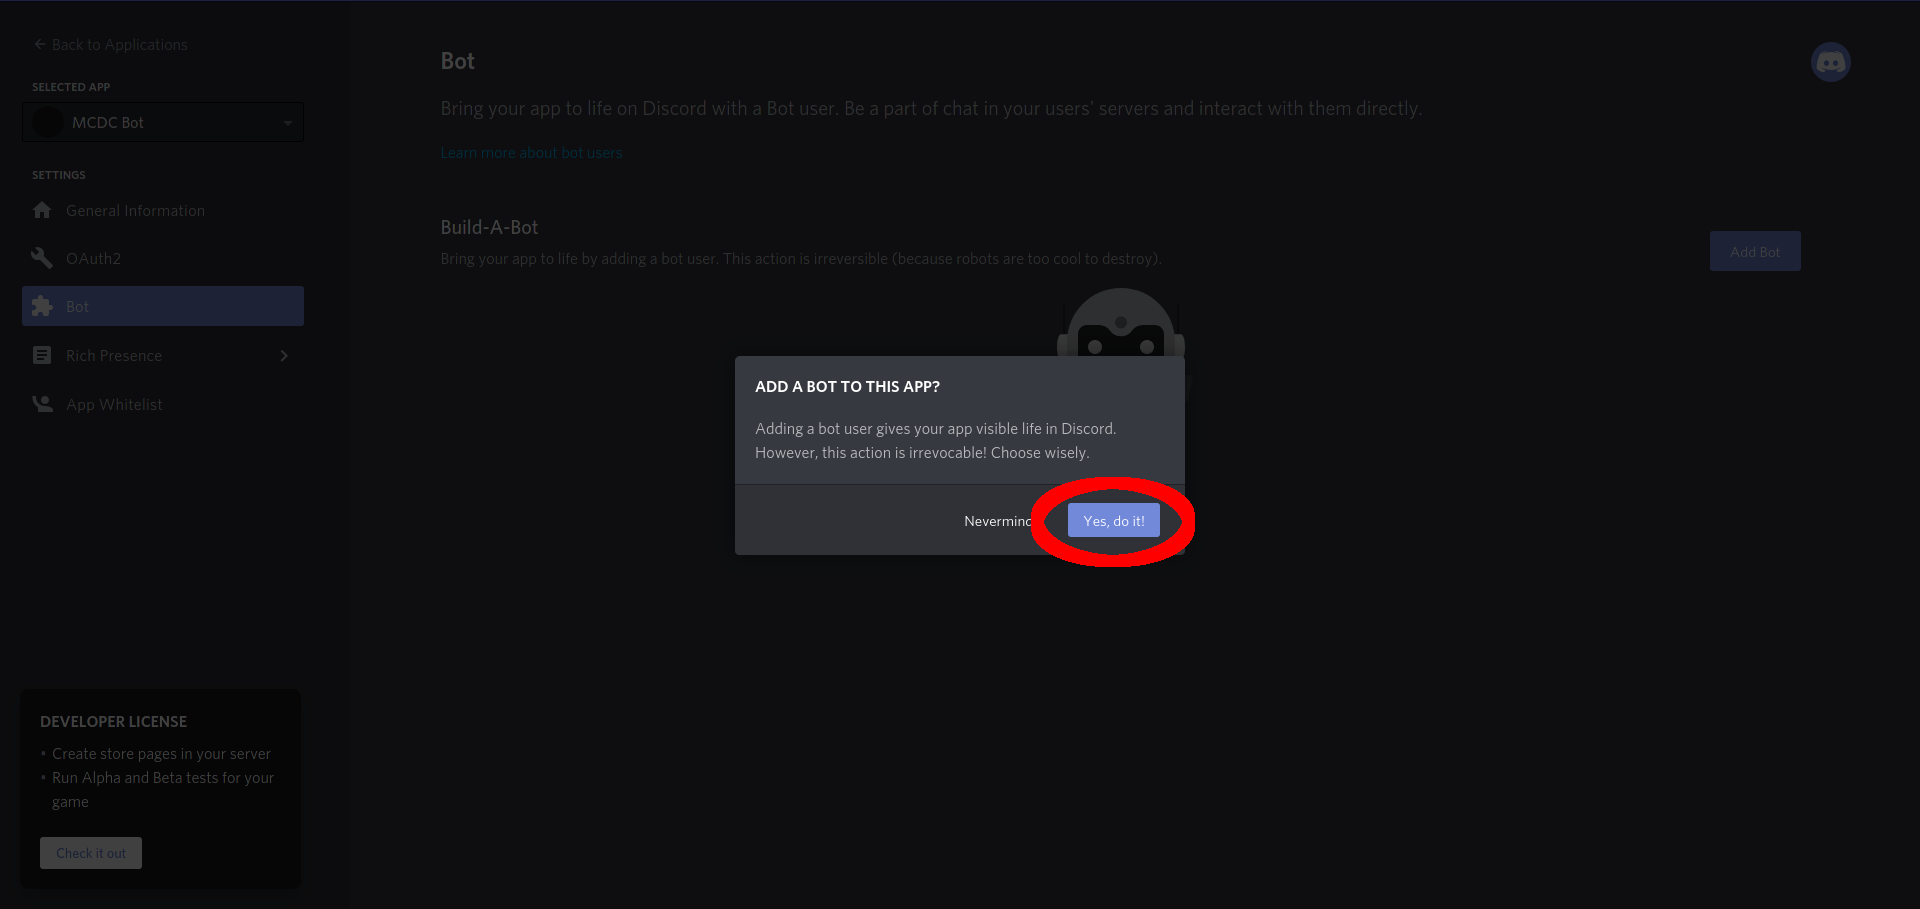 Back to Applications
SELECTED APP
MCDC Bot
SETTINGS
General Information
OAuth2
Bot
Rich Presence
App Whitelist
DEVELOPER LICENSE
• Create store pages in your server
• Run Alpha and Beta tests for your
game
Check it out
Bot
Bring your app to life on Discord with a Bot user. Be a part of chat in your users' servers and interact with them directly.
Learn more about bot users
Build-A-Bot
Bring your app to life by adding a bot user. This action is irreversible (because robots are too cool to destroy).
Add Bot
ADD A BOT TO THIS APP?
Adding a bot user gives your app visible life in Discord.
However, this action is irrevocable! Choose wisely.
Nevermind
Yes, do it!